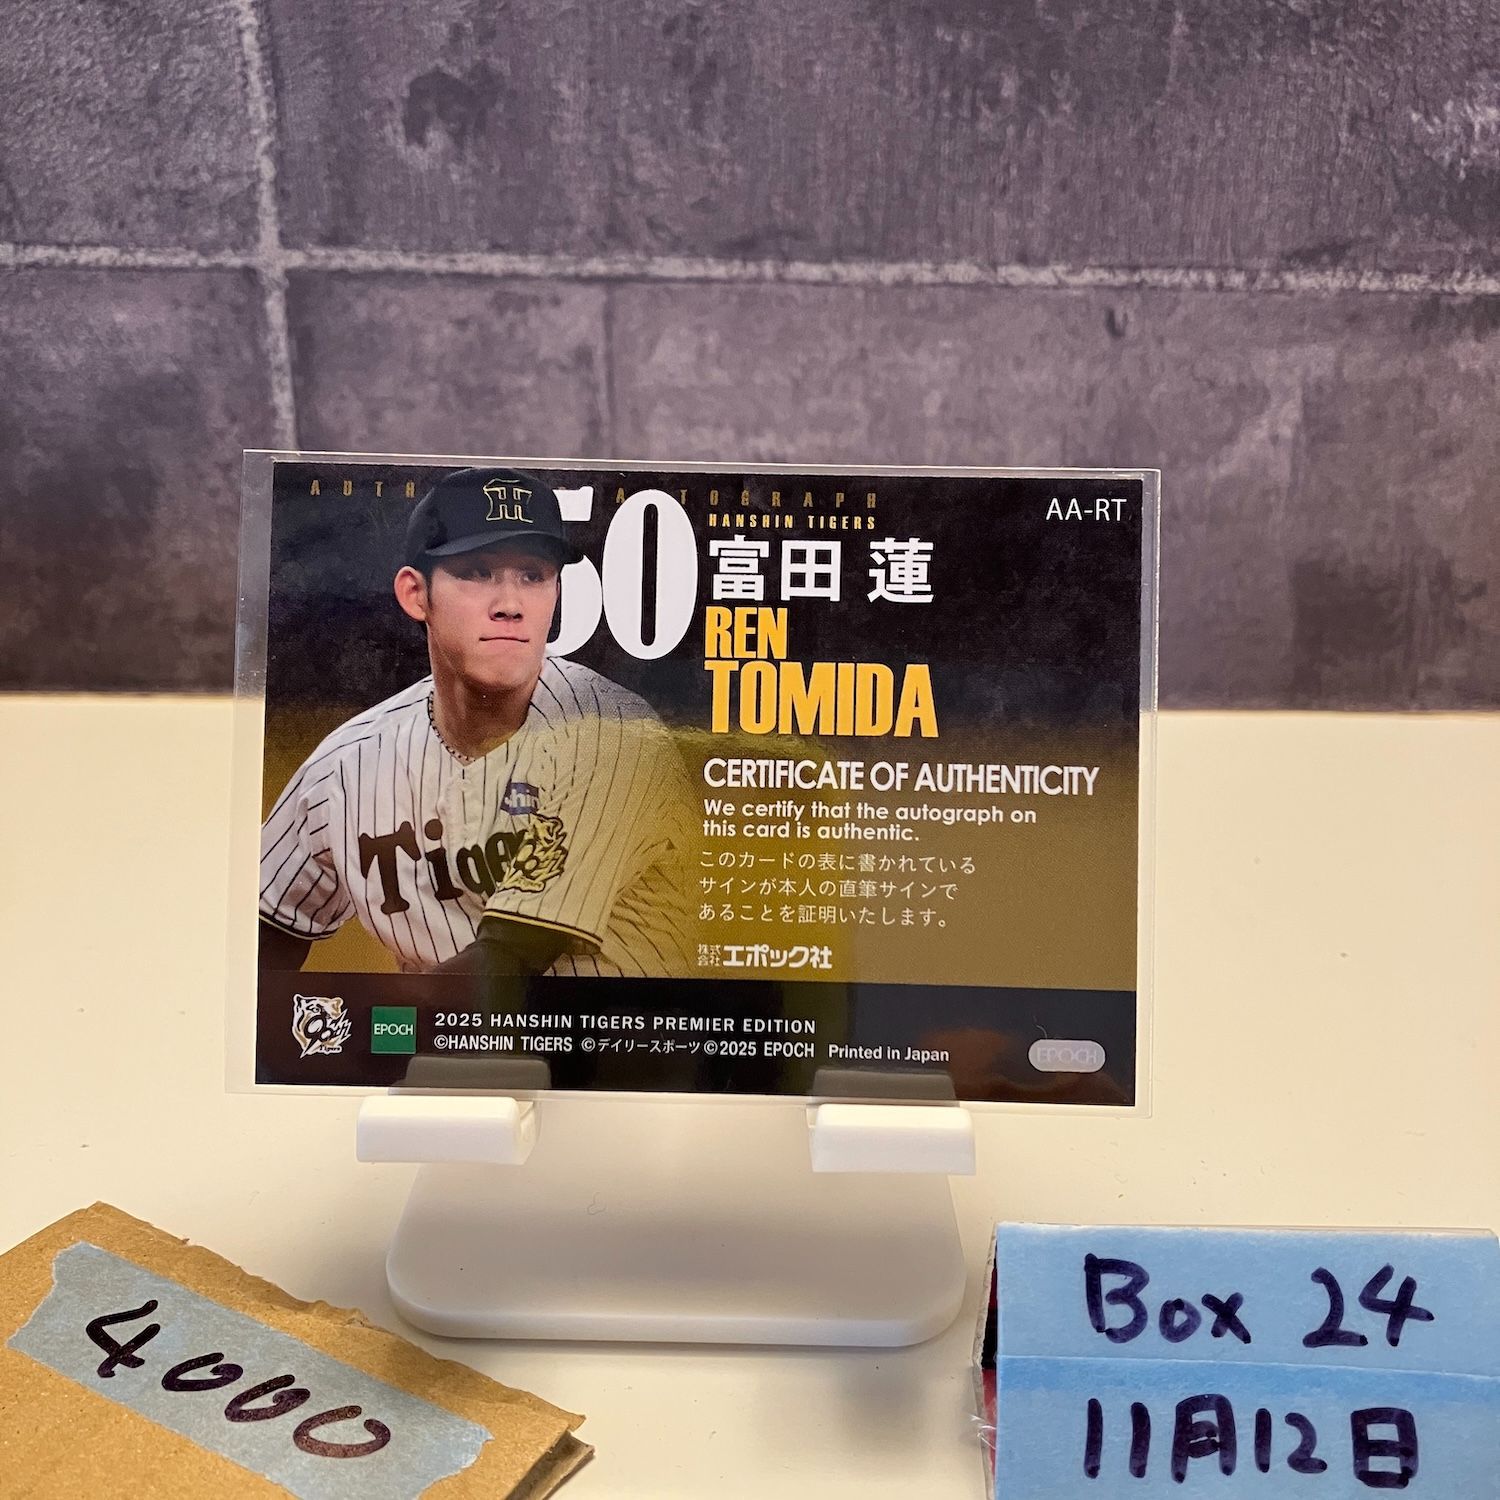 AUTH A TOGRAPH
HANSHIN TIGERS
AA-RT
50
富田 蓮
REN
TOMIDA
CERTIFICATE OF AUTHENTICITY
We certify that the autograph on
this card is authentic.
このカードの表に書かれている
サインが本人の直筆サインで
あることを証明いたします。
株式会社エポック社
Tigers
EPOCH
2025 HANSHIN TIGERS PREMIER EDITION
©HANSHIN TIGERS ©デイリースポーツ©2025 EPOCH Printed in Japan
EPOCH
4000
Box 24
11月12日